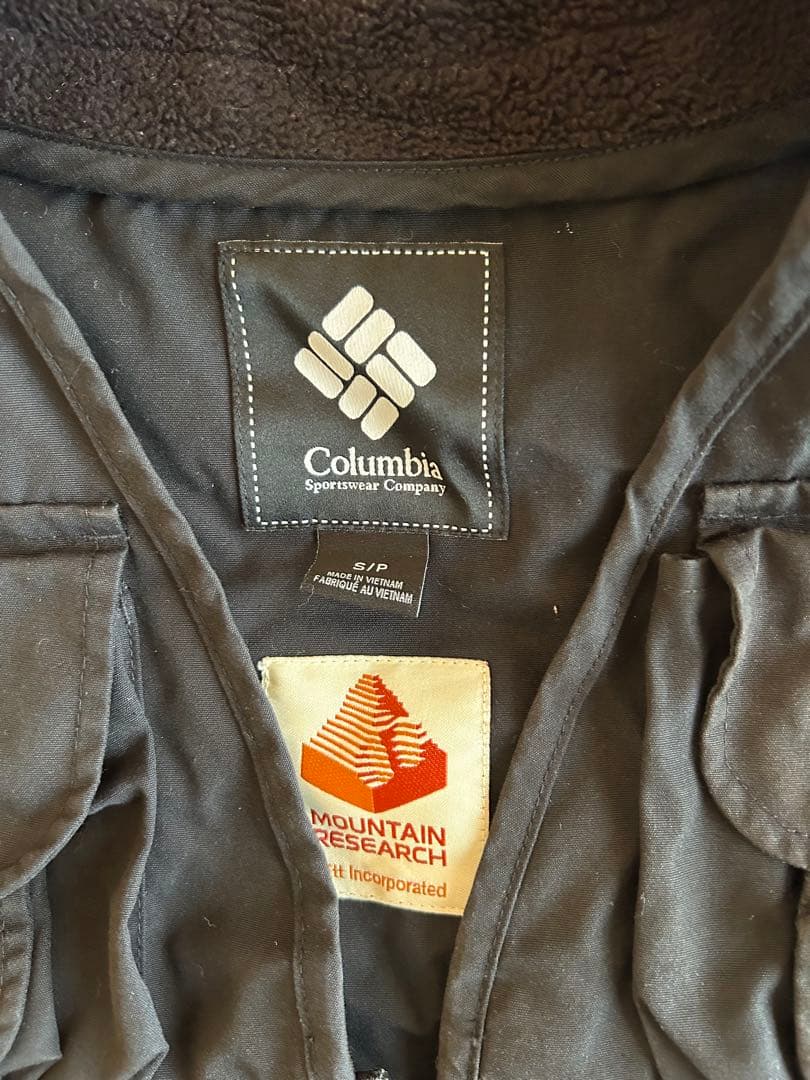 Columbia
Sportswear Company
S/P
MADE IN VIETNAM
FABRIQUÉ AU VIETNAM
MOUNTAIN
RESEARCH
Incorporated